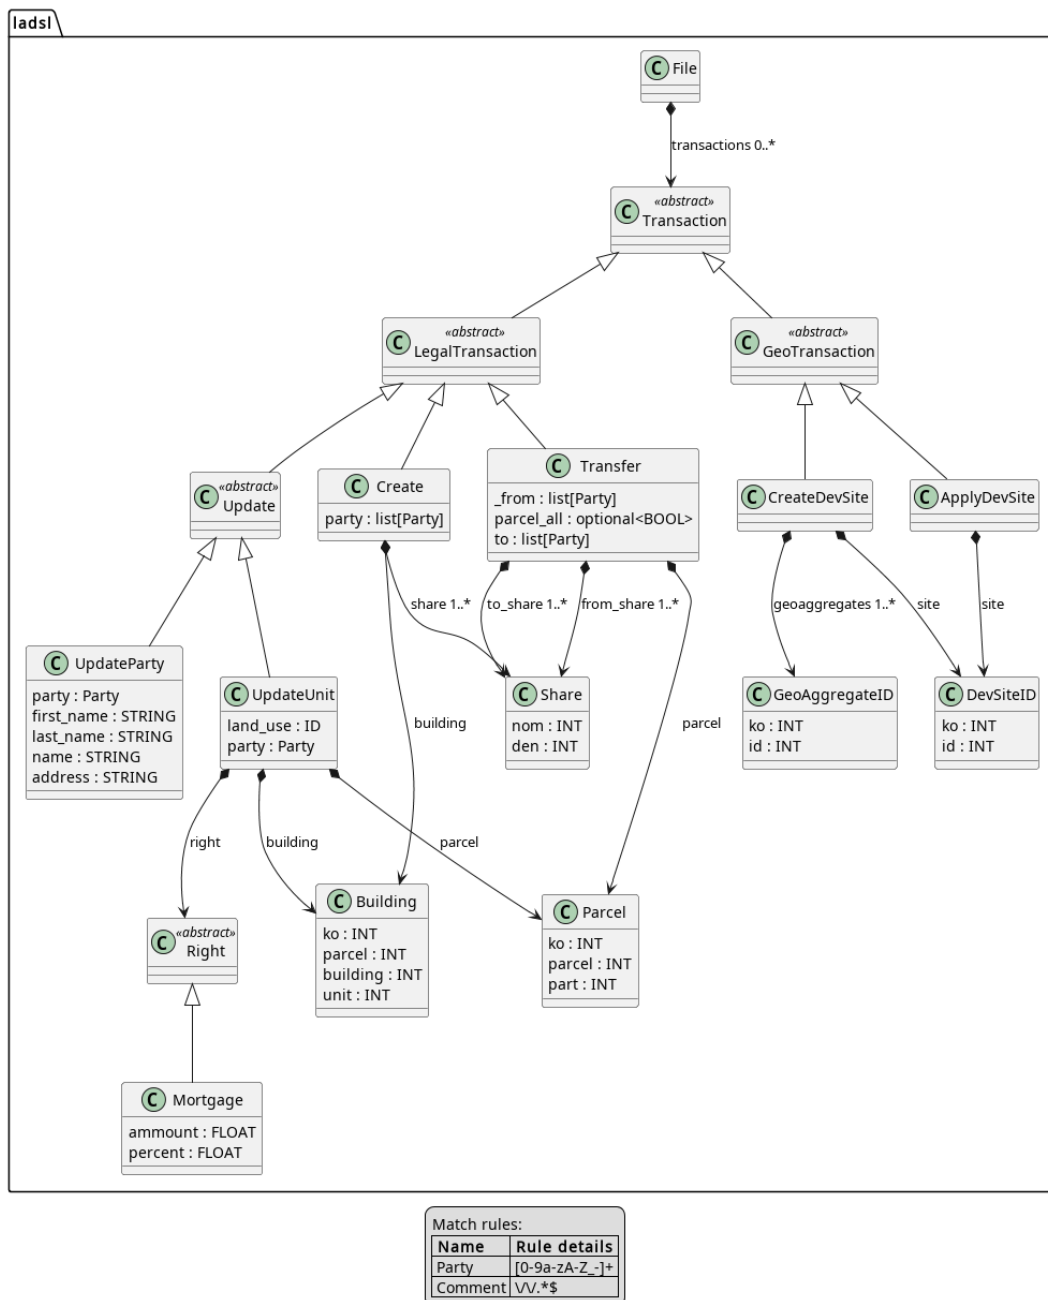 ladsl
C File
transactions 0..*
«abstract»
C Transaction
«abstract»
C LegalTransaction
«abstract»
C GeoTransaction
«abstract»
C Update
C Create
party : list[Party]
C Transfer
_from : list[Party]
parcel_all : optional<BOOL>
to : list[Party]
C CreateDevSite
C ApplyDevSite
share 1..*
to_share 1..*
from_share 1..*
geoaggregates 1..*
site
site
C UpdateParty
party : Party
first_name : STRING
last_name : STRING
name : STRING
address : STRING
C UpdateUnit
land_use : ID
party : Party
C Share
nom : INT
den : INT
C GeoAggregateID
ko : INT
id : INT
C DevSiteID
ko : INT
id : INT
building
parcel
right
building
parcel
«abstract»
C Right
C Building
ko : INT
parcel : INT
building : INT
unit : INT
C Parcel
ko : INT
parcel : INT
part : INT
C Mortgage
ammount : FLOAT
percent : FLOAT
Match rules:
Name Rule details
Party [0-9a-zA-Z_-]+
Comment \/\/.*$